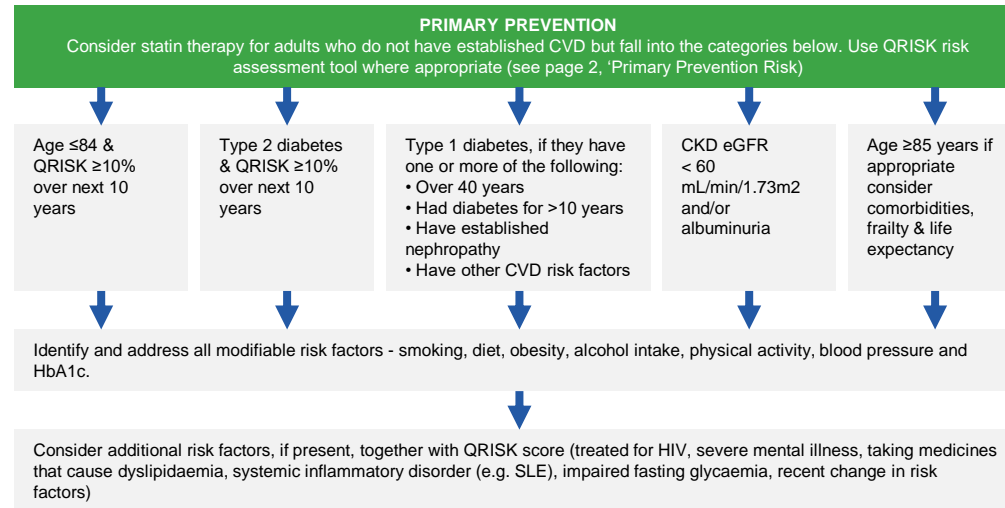 PRIMARY PREVENTION
Consider statin therapy for adults who do not have established CVD but fall into the categories below. Use QRISK risk
assessment tool where appropriate (see page 2, ‘Primary Prevention Risk)
Age ≤84 &
QRISK ≥10%
over next 10
years
Type 2 diabetes
& QRISK ≥10%
over next 10
years
Type 1 diabetes, if they have
one or more of the following:
• Over 40 years
• Had diabetes for >10 years
• Have established
nephropathy
• Have other CVD risk factors
CKD eGFR
< 60
mL/min/1.73m2
and/or
albuminuria
Age ≥85 years if
appropriate
consider
comorbidities,
frailty & life
expectancy
Identify and address all modifiable risk factors - smoking, diet, obesity, alcohol intake, physical activity, blood pressure and
HbA1c.
Consider additional risk factors, if present, together with QRISK score (treated for HIV, severe mental illness, taking medicines
that cause dyslipidaemia, systemic inflammatory disorder (e.g. SLE), impaired fasting glycaemia, recent change in risk
factors)